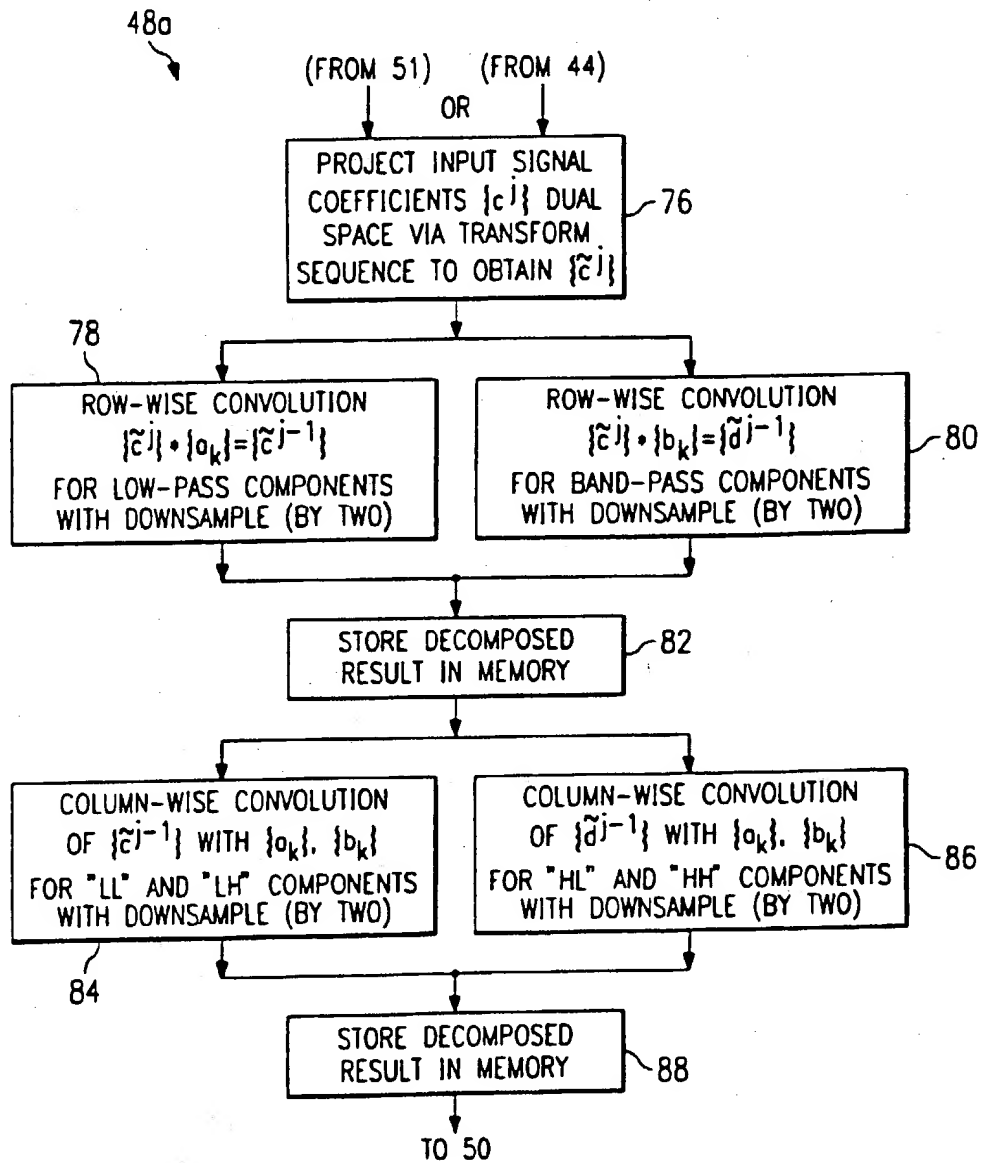 48a
(FROM 51) (FROM 44)
OR
PROJECT INPUT SIGNAL
COEFFICIENTS {c^j} DUAL
SPACE VIA TRANSFORM
SEQUENCE TO OBTAIN {c̃^j}
76
78
ROW-WISE CONVOLUTION
{c̃^j} * {a_k}={c̃^j-1}
FOR LOW-PASS COMPONENTS
WITH DOWNSAMPLE (BY TWO)
ROW-WISE CONVOLUTION
{c̃^j} * {b_k}={d̃^j-1}
FOR BAND-PASS COMPONENTS
WITH DOWNSAMPLE (BY TWO)
80
STORE DECOMPOSED
RESULT IN MEMORY
82
COLUMN-WISE CONVOLUTION
OF {c̃^j-1} WITH {a_k}, {b_k}
FOR "LL" AND "LH" COMPONENTS
WITH DOWNSAMPLE (BY TWO)
84
COLUMN-WISE CONVOLUTION
OF {d̃^j-1} WITH {a_k}, {b_k}
FOR "HL" AND "HH" COMPONENTS
WITH DOWNSAMPLE (BY TWO)
86
STORE DECOMPOSED
RESULT IN MEMORY
88
TO 50